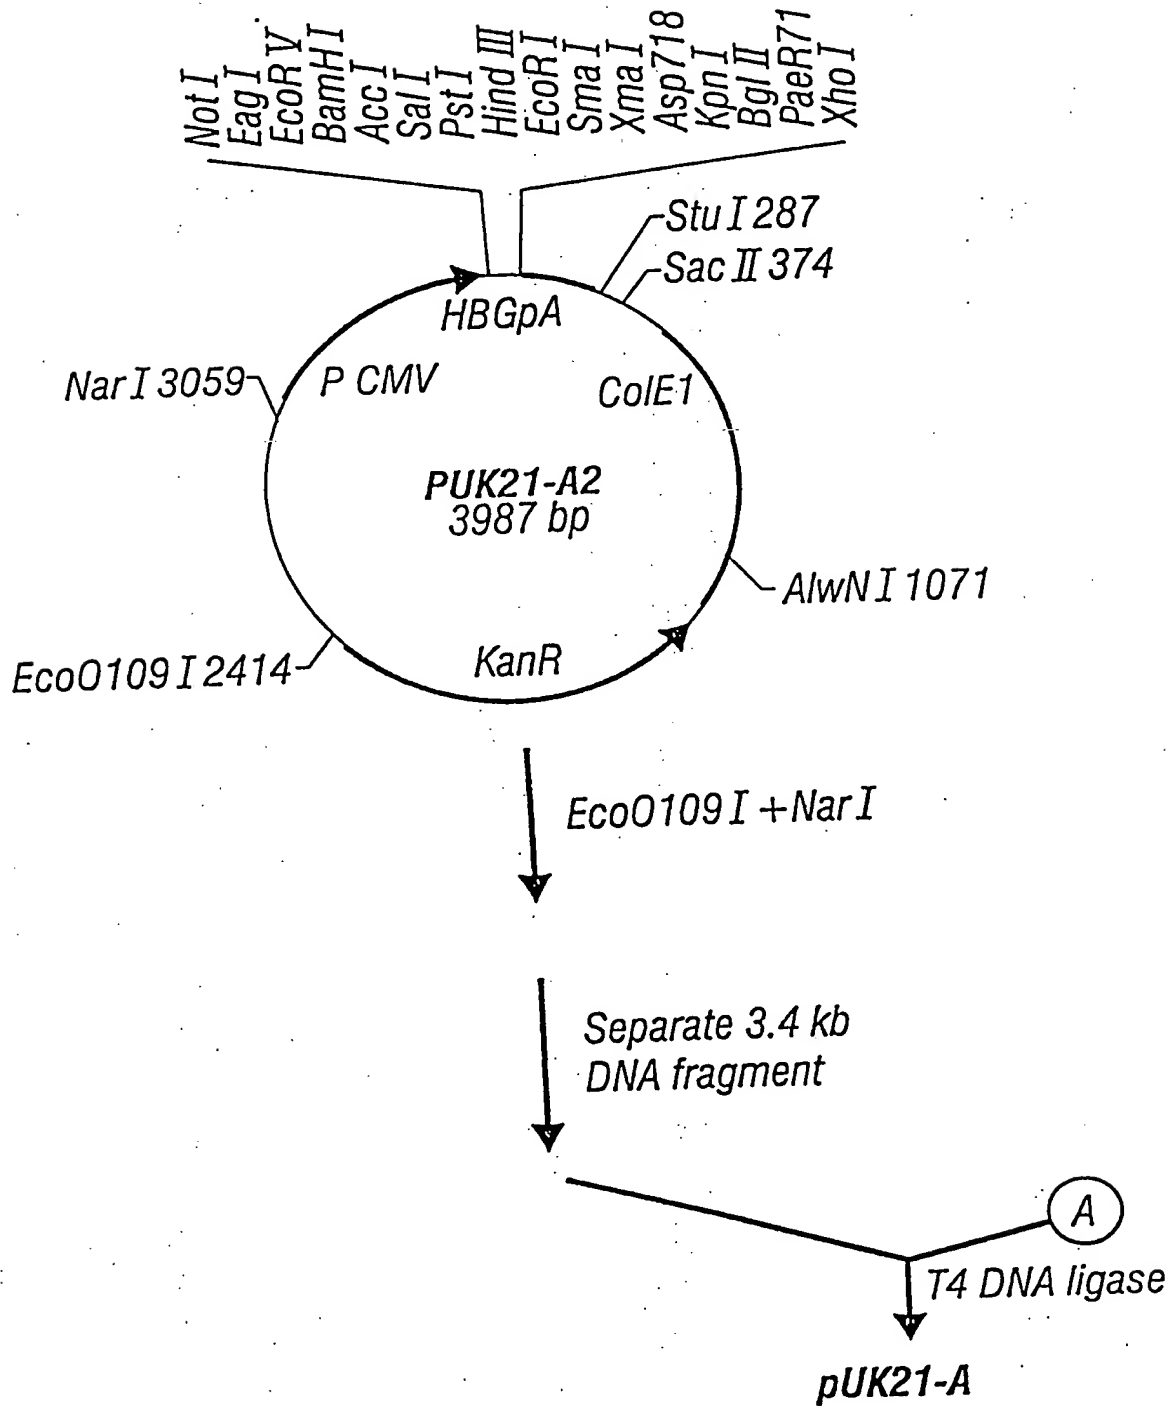 Not I
Eag I
EcoR V
BamH I
Acc I
Sal I
Pst I
Hind III
EcoR I
Sma I
Xma I
Asp718
Kpn I
Bgl II
PaeR71
Xho I
Stu I 287
Sac II 374
HBGpA
Nar I 3059
P CMV
ColE1
PUK21-A2
3987 bp
AlwN I 1071
KanR
EcoO109 I 2414
EcoO109 I + Nar I
Separate 3.4 kb
DNA fragment
A
T4 DNA ligase
pUK21-A